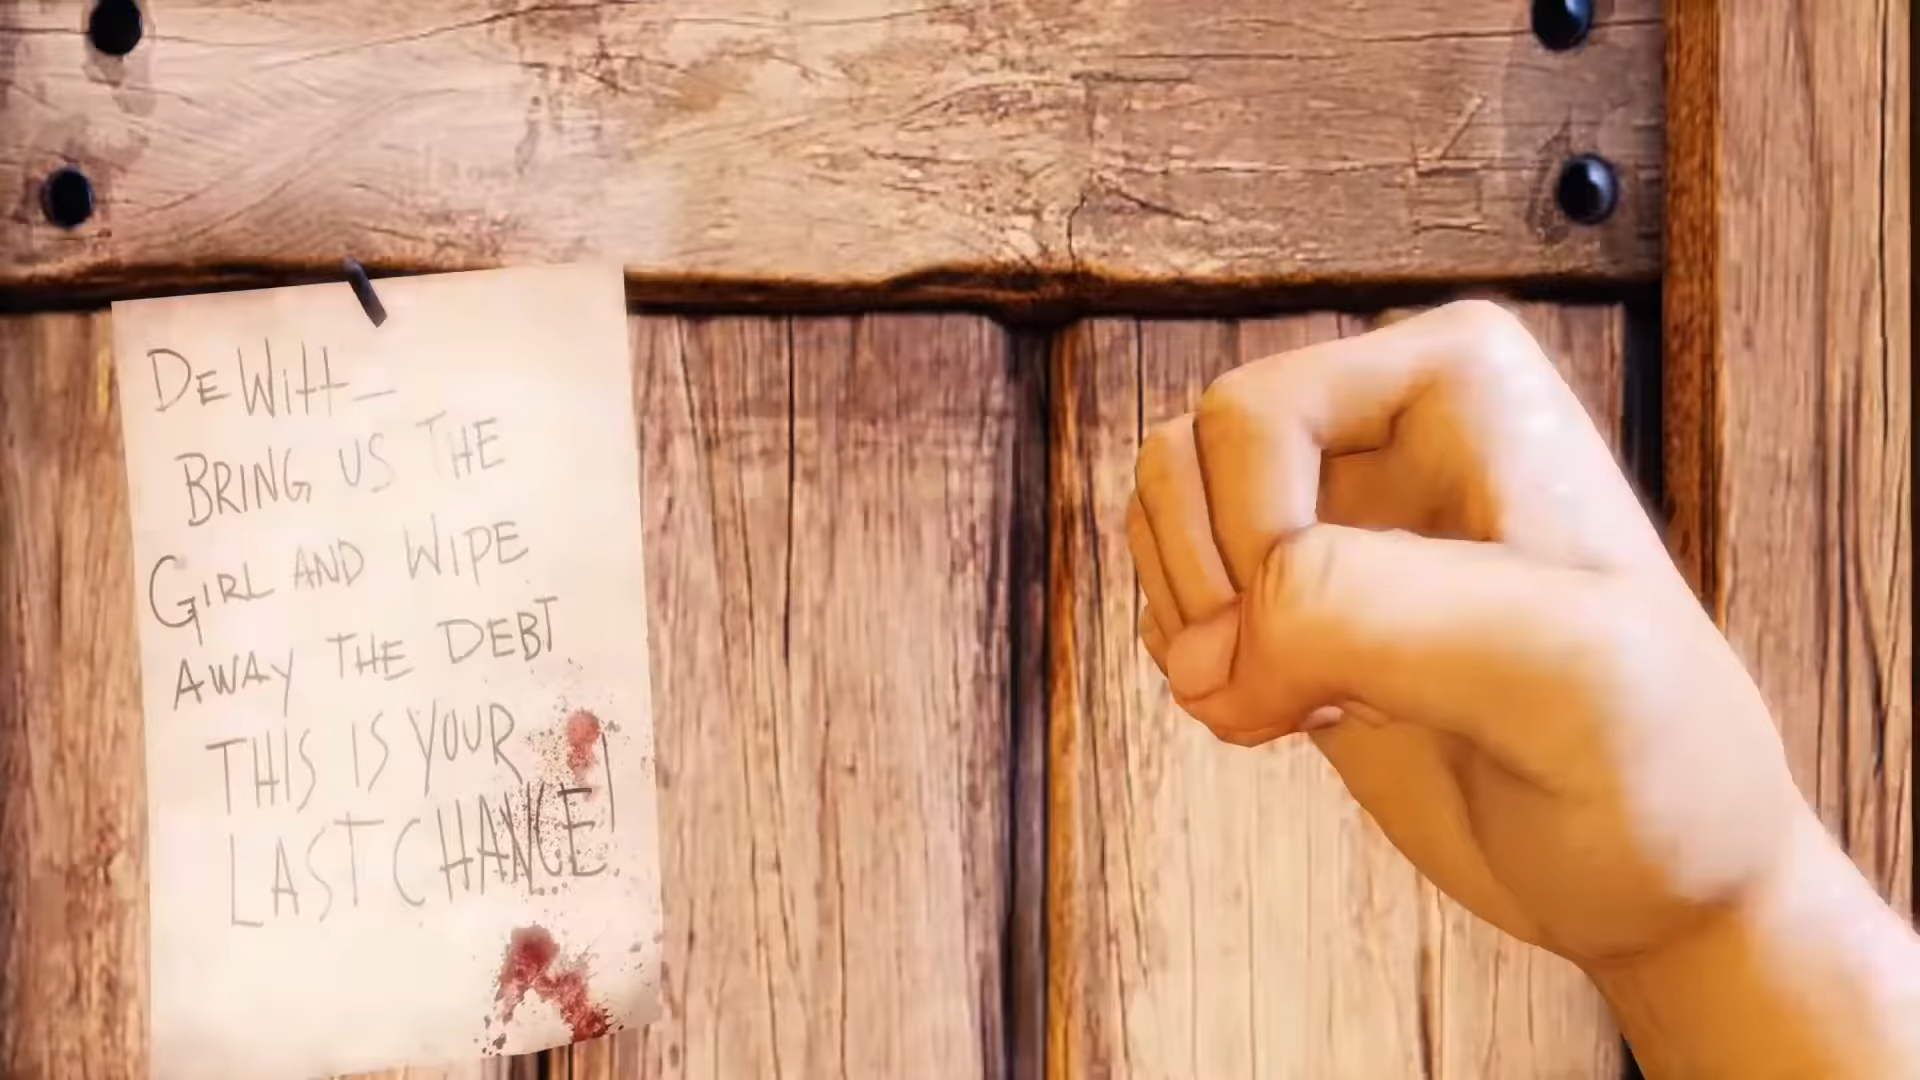 DEWitt—
BRING US THE
GIRL AND WIPE
AWAY THE DEBT
THIS IS YOUR
LAST CHANCE!